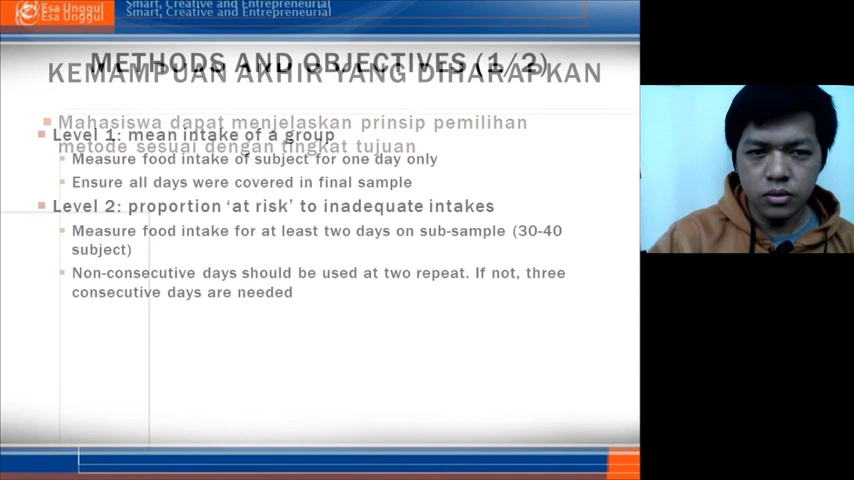 Esa Unggul
Esa Unggul
Smart, Creative and Entrepreneurial
Smart, Creative and Entrepreneurial
METHODS AND OBJECTIVES (1/2)
KEMAMPUAN AKHIR YANG DIHARAPKAN
Mahasiswa dapat menjelaskan prinsip pemilihan
metode sesuai dengan tingkat tujuan
Level 1: mean intake of a group
Measure food intake of subject for one day only
Ensure all days were covered in final sample
Level 2: proportion ‘at risk’ to inadequate intakes
Measure food intake for at least two days on sub-sample (30-40
subject)
Non-consecutive days should be used at two repeat. If not, three
consecutive days are needed